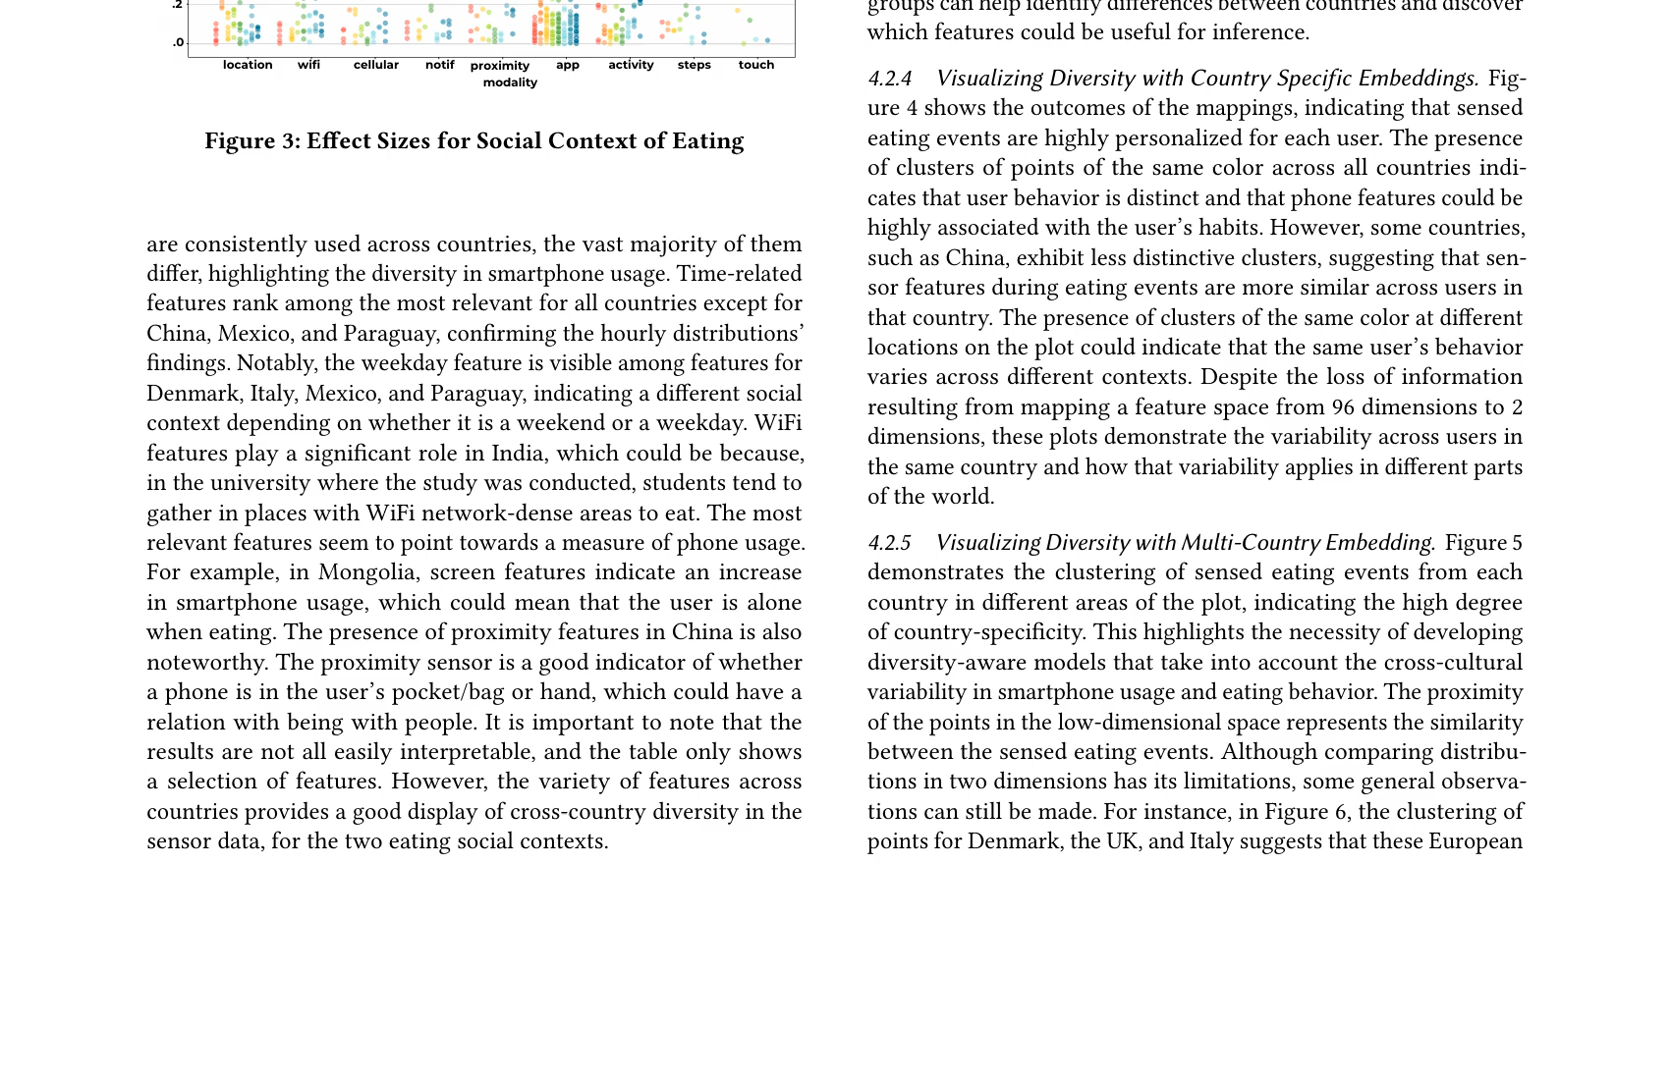 .2
.0
location wifi cellular notif proximity app activity steps touch
modality
Figure 3: Effect Sizes for Social Context of Eating
are consistently used across countries, the vast majority of them
differ, highlighting the diversity in smartphone usage. Time-related
features rank among the most relevant for all countries except for
China, Mexico, and Paraguay, confirming the hourly distributions’
findings. Notably, the weekday feature is visible among features for
Denmark, Italy, Mexico, and Paraguay, indicating a different social
context depending on whether it is a weekend or a weekday. WiFi
features play a significant role in India, which could be because,
in the university where the study was conducted, students tend to
gather in places with WiFi network-dense areas to eat. The most
relevant features seem to point towards a measure of phone usage.
For example, in Mongolia, screen features indicate an increase
in smartphone usage, which could mean that the user is alone
when eating. The presence of proximity features in China is also
noteworthy. The proximity sensor is a good indicator of whether
a phone is in the user’s pocket/bag or hand, which could have a
relation with being with people. It is important to note that the
results are not all easily interpretable, and the table only shows
a selection of features. However, the variety of features across
countries provides a good display of cross-country diversity in the
sensor data, for the two eating social contexts.
groups can help identify differences between countries and discover
which features could be useful for inference.
4.2.4 Visualizing Diversity with Country Specific Embeddings. Fig-
ure 4 shows the outcomes of the mappings, indicating that sensed
eating events are highly personalized for each user. The presence
of clusters of points of the same color across all countries indi-
cates that user behavior is distinct and that phone features could be
highly associated with the user’s habits. However, some countries,
such as China, exhibit less distinctive clusters, suggesting that sen-
sor features during eating events are more similar across users in
that country. The presence of clusters of the same color at different
locations on the plot could indicate that the same user’s behavior
varies across different contexts. Despite the loss of information
resulting from mapping a feature space from 96 dimensions to 2
dimensions, these plots demonstrate the variability across users in
the same country and how that variability applies in different parts
of the world.
4.2.5 Visualizing Diversity with Multi-Country Embedding. Figure 5
demonstrates the clustering of sensed eating events from each
country in different areas of the plot, indicating the high degree
of country-specificity. This highlights the necessity of developing
diversity-aware models that take into account the cross-cultural
variability in smartphone usage and eating behavior. The proximity
of the points in the low-dimensional space represents the similarity
between the sensed eating events. Although comparing distribu-
tions in two dimensions has its limitations, some general observa-
tions can still be made. For instance, in Figure 6, the clustering of
points for Denmark, the UK, and Italy suggests that these European